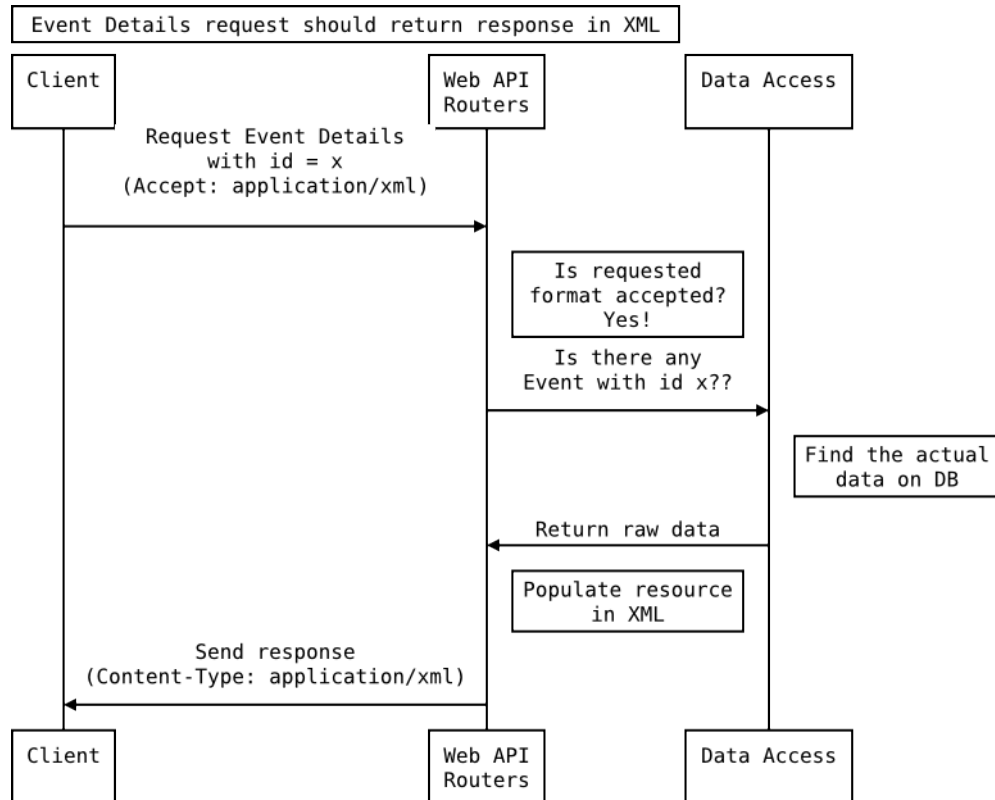 Event Details request should return response in XML
Client
Web API
Routers
Data Access
Request Event Details
with id = x
(Accept: application/xml)
Is requested
format accepted?
Yes!
Is there any
Event with id x??
Find the actual
data on DB
Return raw data
Populate resource
in XML
Send response
(Content-Type: application/xml)
Client
Web API
Routers
Data Access